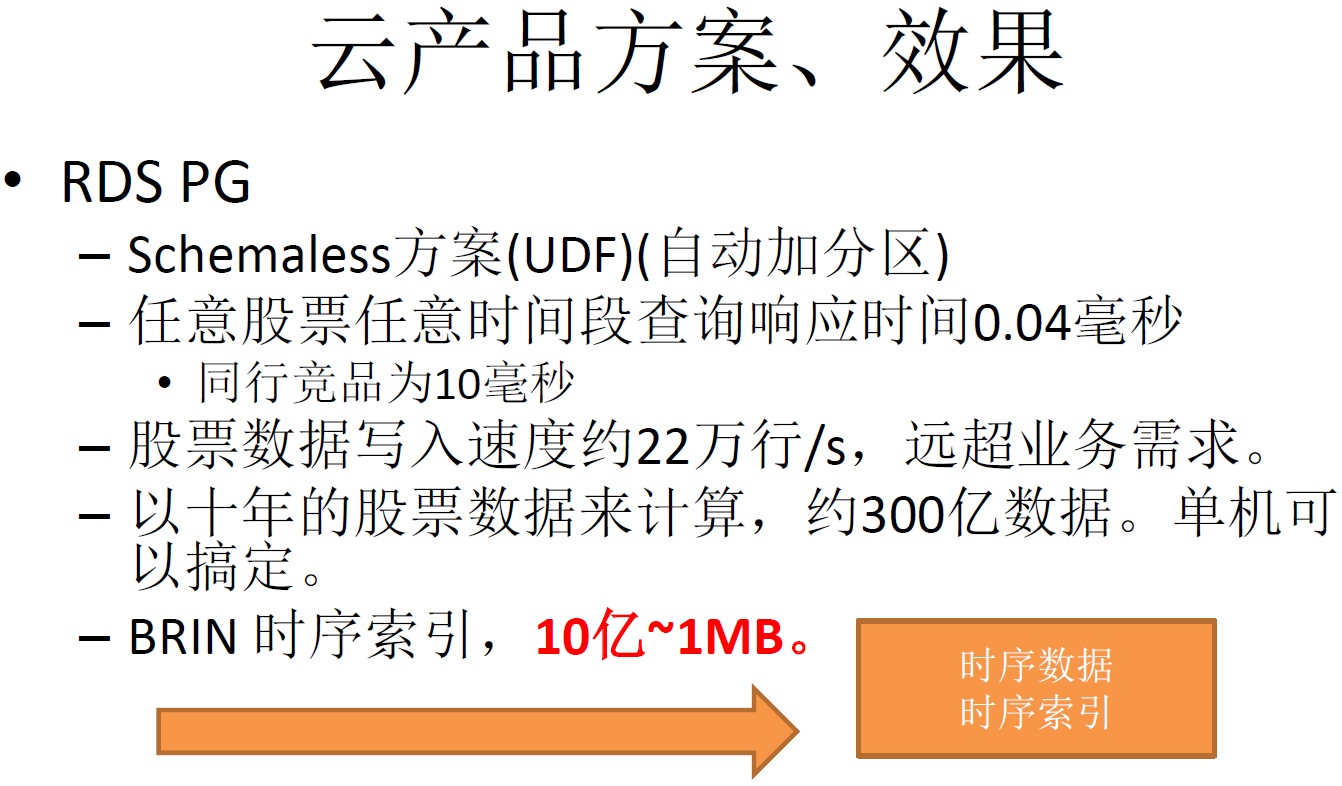 云产品方案、效果
• RDS PG
– Schemaless方案(UDF)(自动加分区)
– 任意股票任意时间段查询响应时间0.04毫秒
• 同行竞品为10毫秒
– 股票数据写入速度约22万行/s，远超业务需求。
– 以十年的股票数据来计算，约300亿数据。单机可
以搞定。
– BRIN 时序索引，10亿~1MB。
时序数据
时序索引